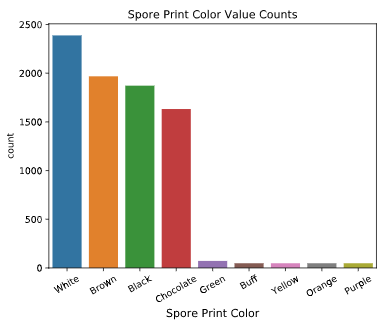 Spore Print Color Value Counts
2500
2000
1500
1000
500
0
count
White
Brown
Black
Chocolate
Green
Buff
Yellow
Orange
Purple
Spore Print Color